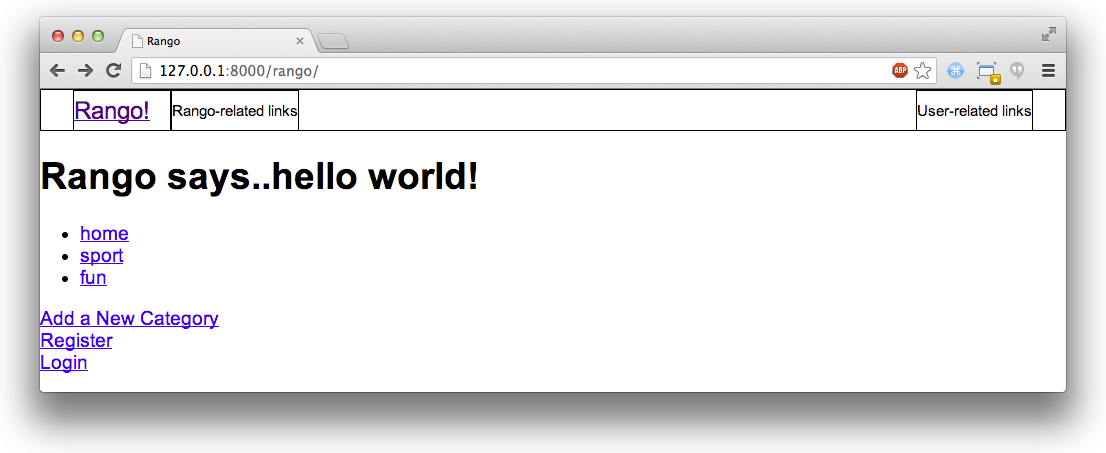 Rango
127.0.0.1:8000/rango/
ABP
Rango! Rango-related links User-related links
Rango says..hello world!
home
sport
fun
Add a New Category
Register
Login